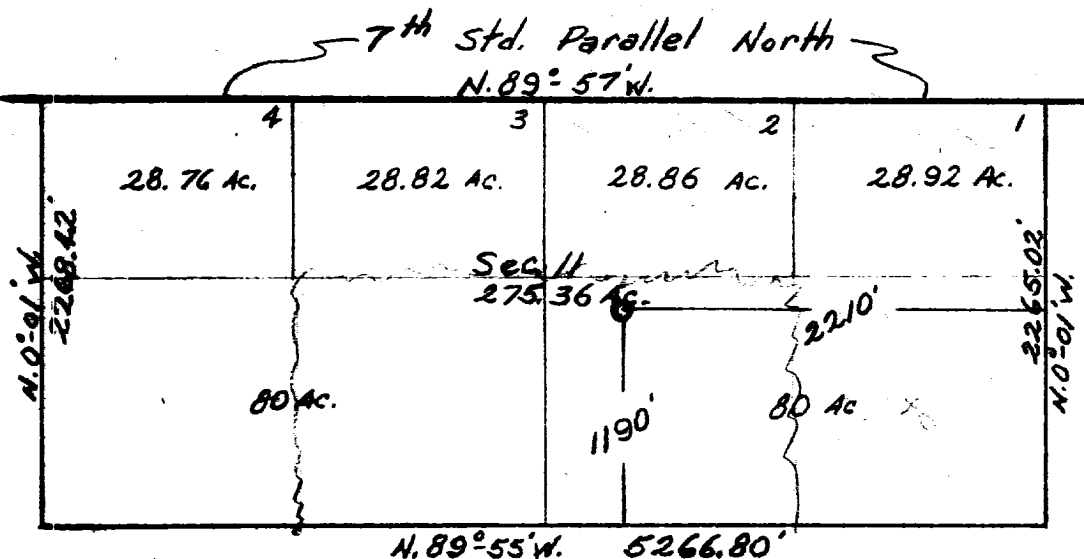 7th Std. Parallel North
N. 89°-57'W.
4 3 2 1
28.76 Ac. 28.82 Ac. 28.86 Ac. 28.92 Ac.
N.0°-01'W.
2268.42'
Sec. 11
275.36 Ac.
2265.02'
N.0°-01'W.
2210'
80 Ac. 80 Ac
1190'
N.89°-55'W. 5266.80'